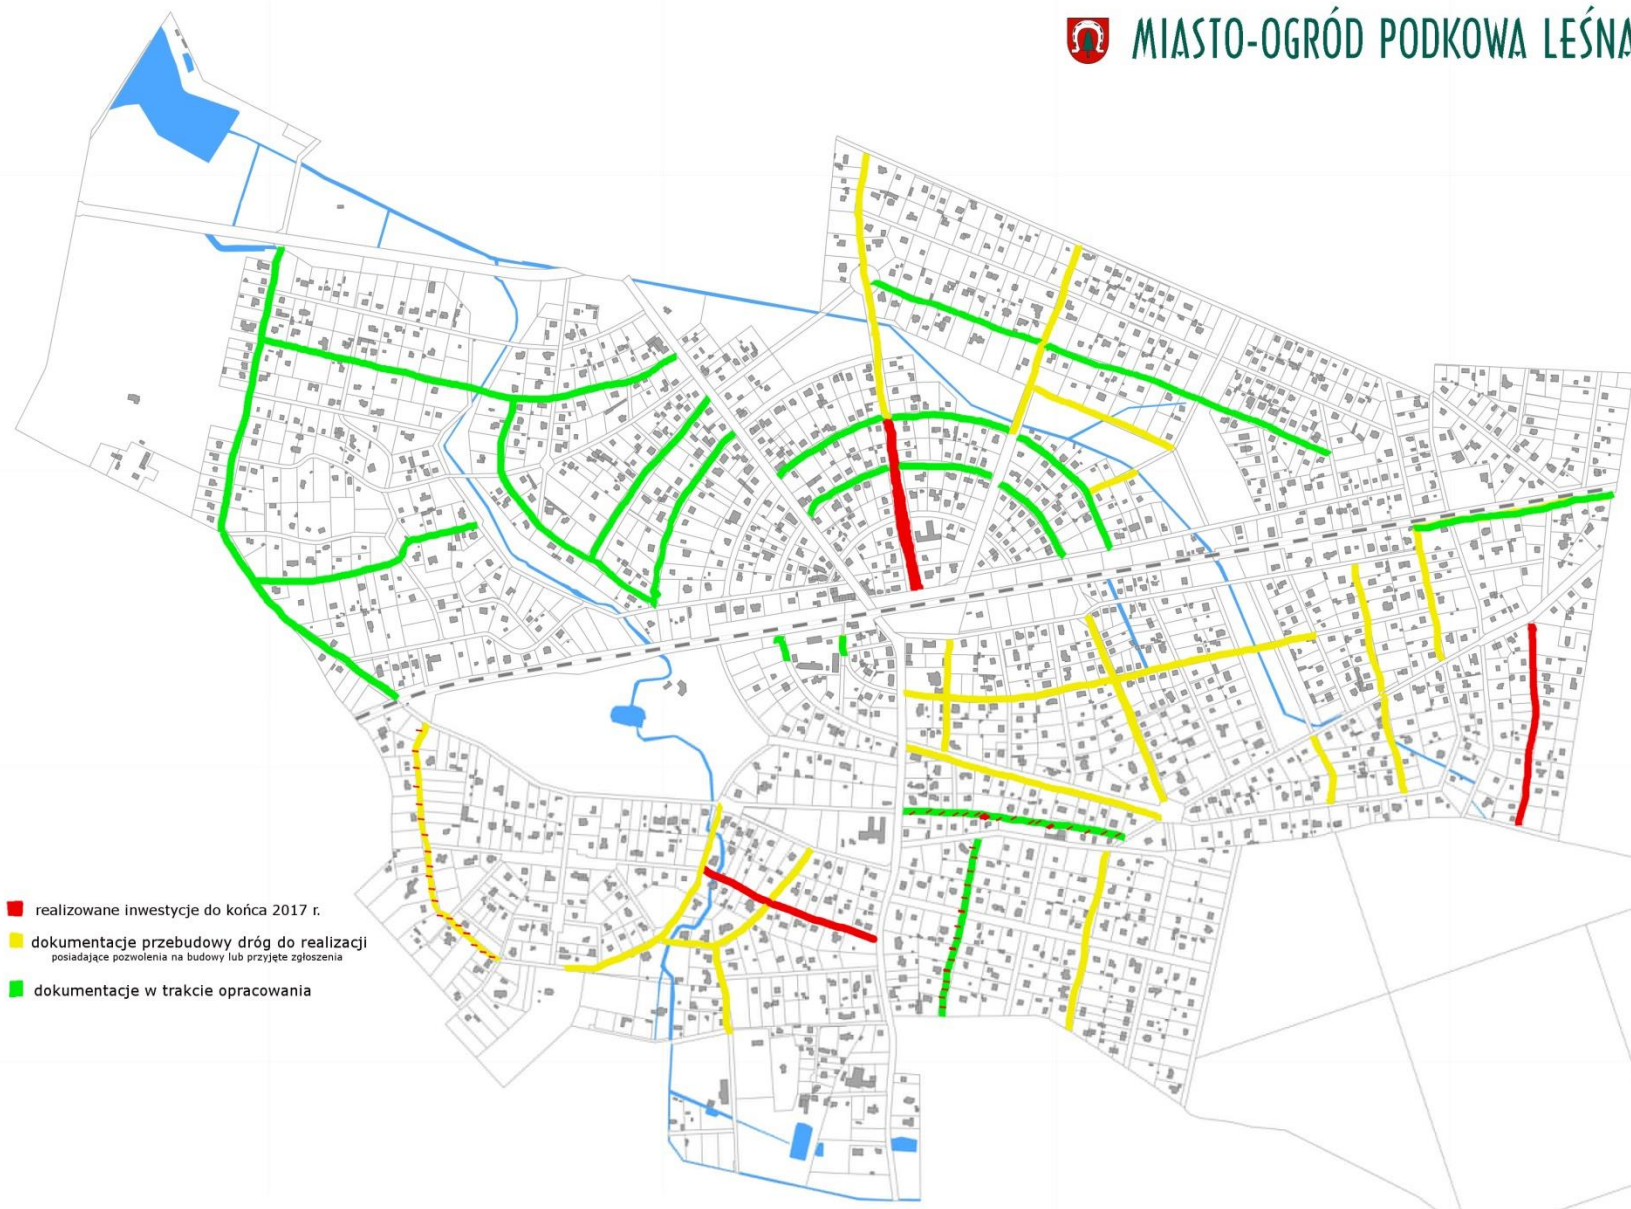 MIASTO-OGRÓD PODKOWA LEŚNA
realizowane inwestycje do końca 2017 r.
dokumentacje przebudowy dróg do realizacji
posiadające pozwolenia na budowy lub przyjęte zgłoszenia
dokumentacje w trakcie opracowania